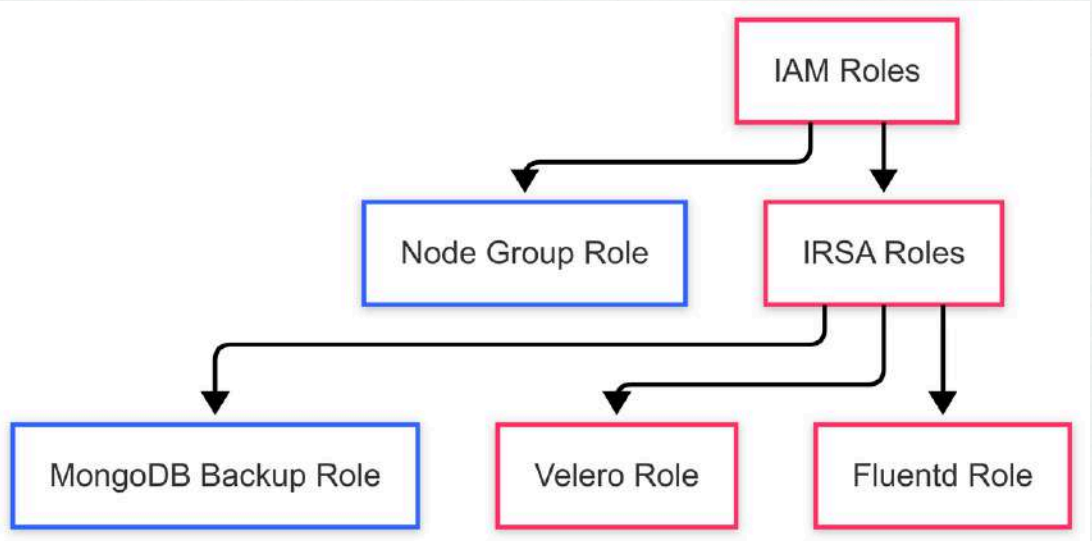 IAM Roles
Node Group Role
IRSA Roles
MongoDB Backup Role
Velero Role
Fluentd Role